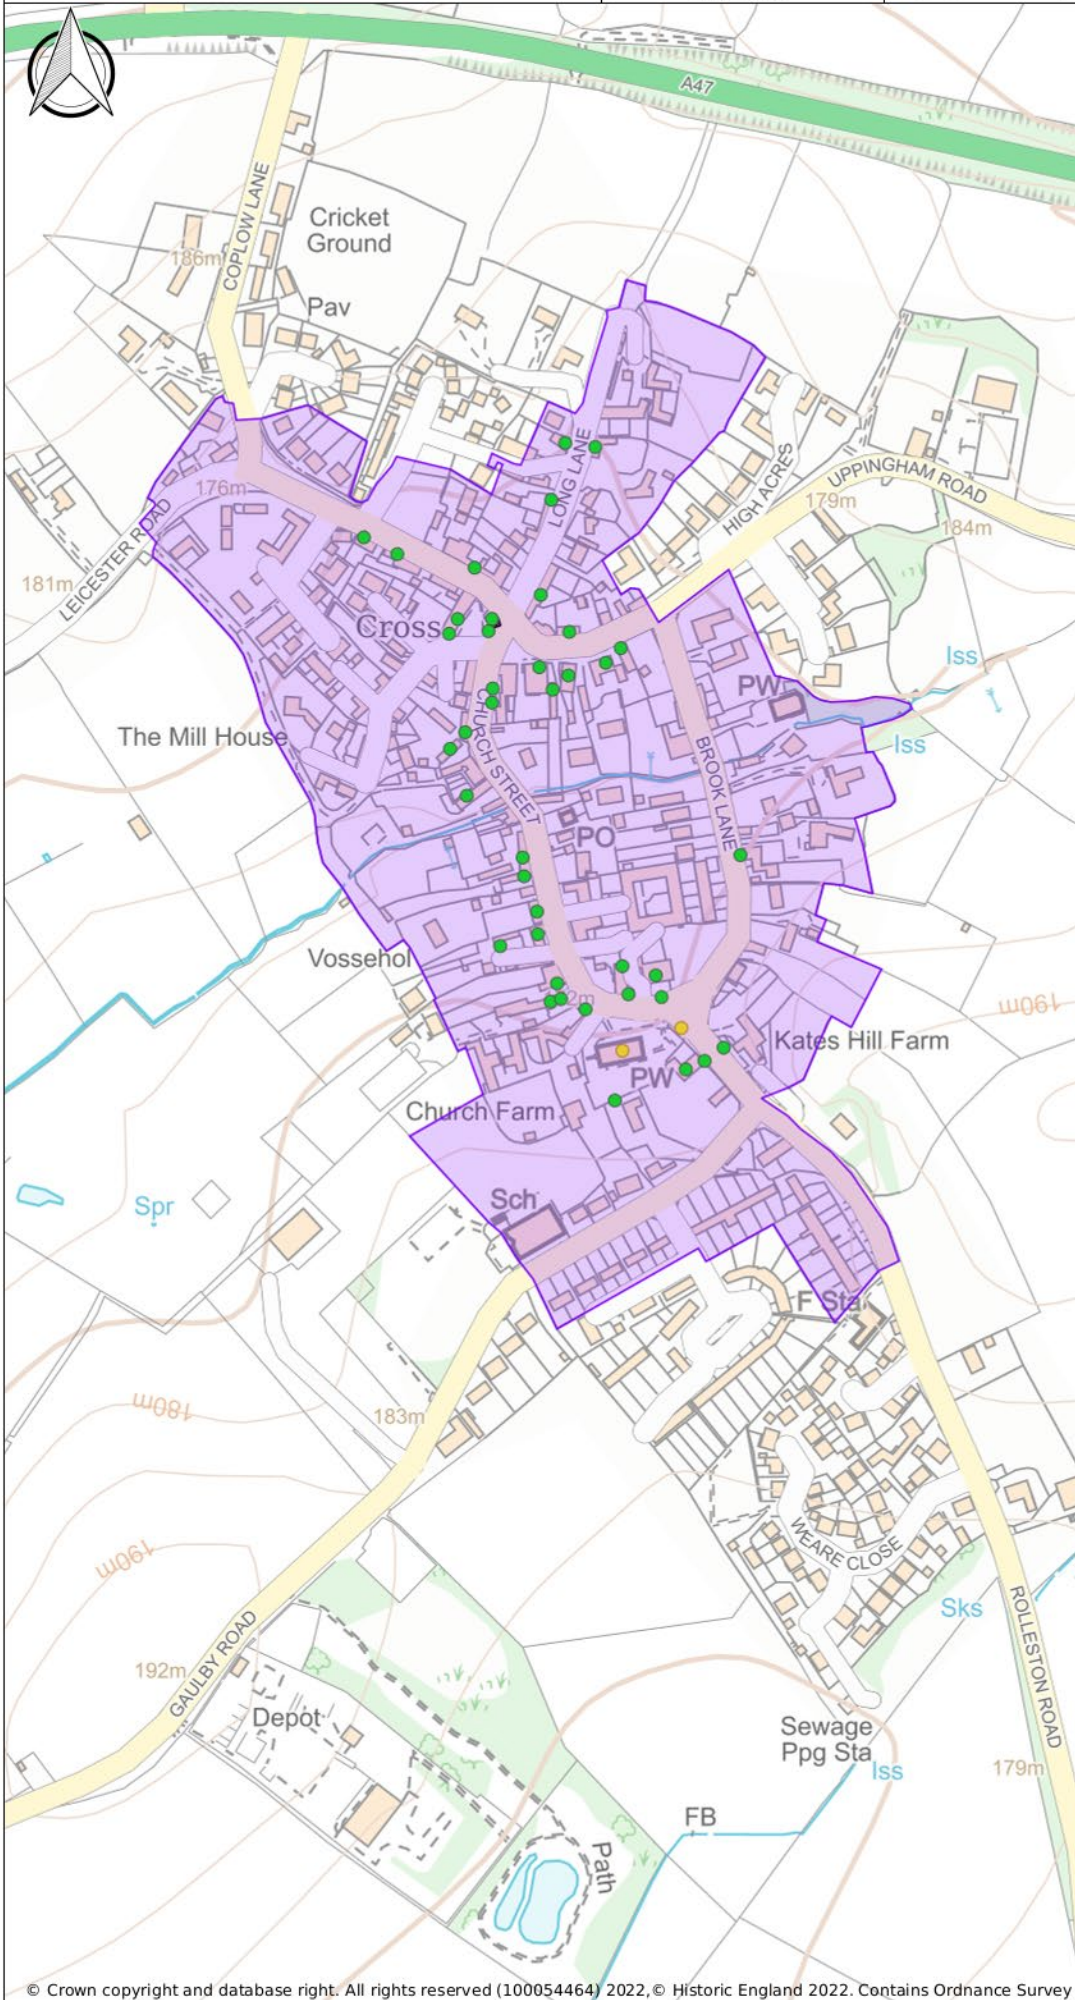 A47
COPLOW LANE
186m
Cricket
Ground
Pav
LONG LANE
HIGH ACRES
UPPINGHAM ROAD
179m
184m
176m
LEICESTER ROAD
181m
Cross
CHURCH STREET
PW
Iss
Iss
The Mill House
BROOK LANE
PO
Vossehol
190m
Kates Hill Farm
PW
Church Farm
Sch
Spr
F Sta
180m
183m
190m
WEARE CLOSE
Sks
ROLLESTON ROAD
GAULBY ROAD
192m
Depot
Sewage
Ppg Sta
Iss
179m
FB
Path
© Crown copyright and database right. All rights reserved (100054464) 2022,© Historic England 2022. Contains Ordnance Survey